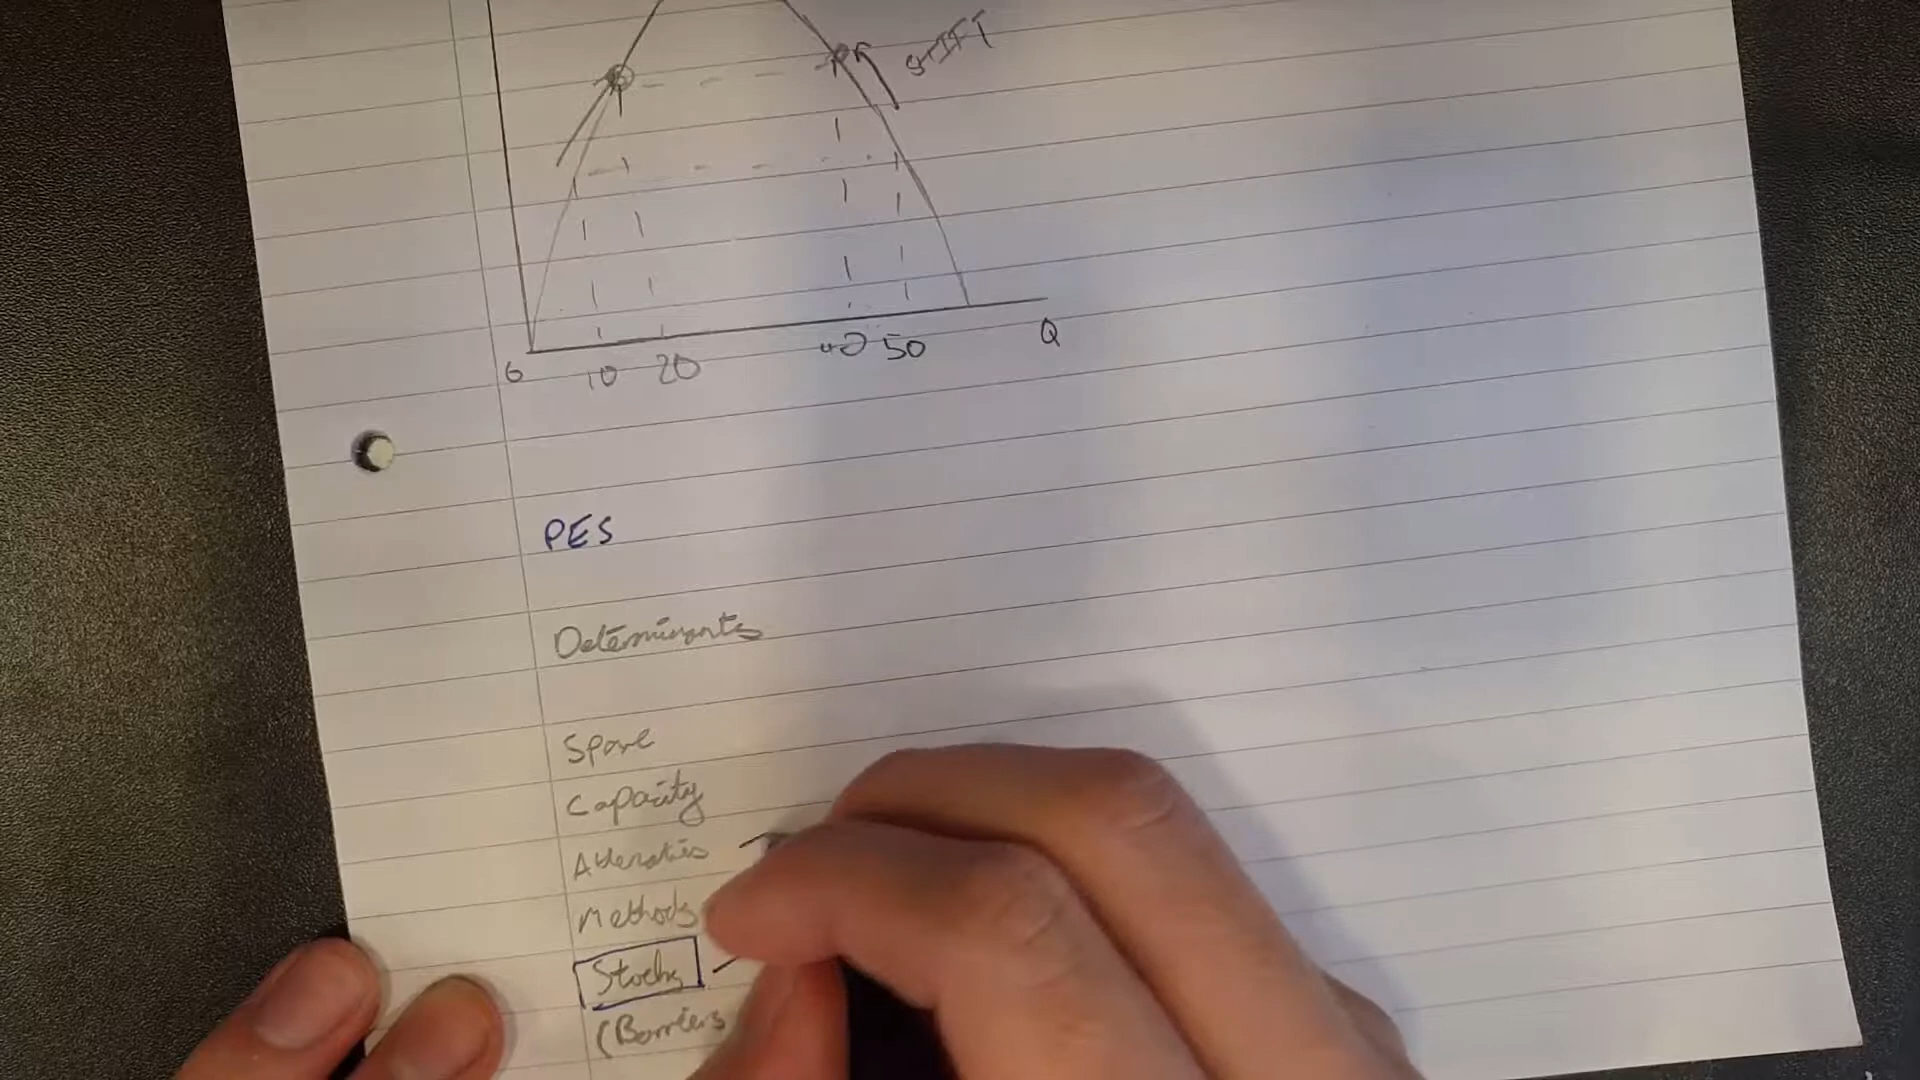 SHIFT
0 10 20 40 50 Q
PES
Determinants
Spare
Capacity
Alternatives
Methods
Stocks
(Barriers